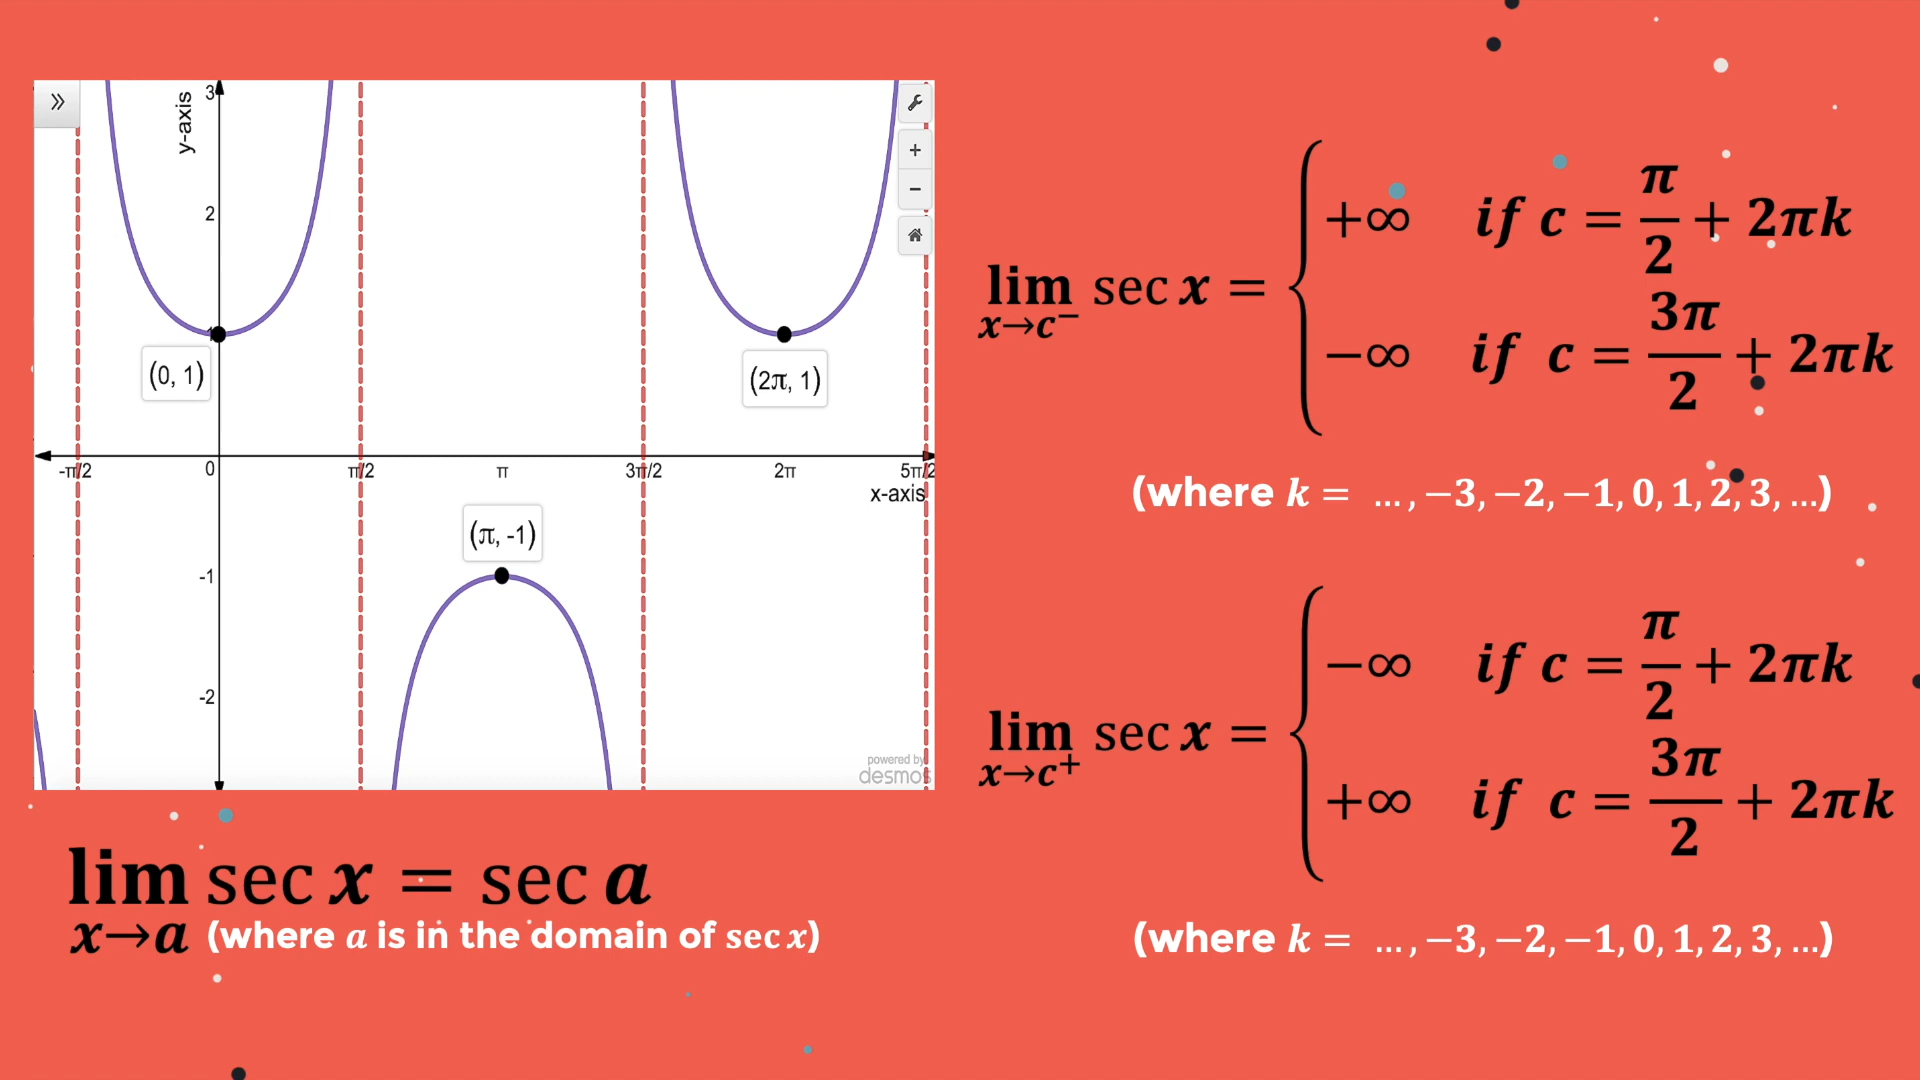 »
y-axis
3
2
1
(0, 1)
(2π, 1)
-π/2 0 π/2 π 3π/2 2π 5π/2
x-axis
(π, -1)
-1
-2
powered by
desmos
lim x→a sec x = sec a
(where a is in the domain of sec x)
lim x→c⁻ sec x = { +∞ if c = π/2 + 2πk
−∞ if c = 3π/2 + 2πk
(where k = ... , −3, −2, −1, 0, 1, 2, 3, ...)
lim x→c⁺ sec x = { −∞ if c = π/2 + 2πk
+∞ if c = 3π/2 + 2πk
(where k = ... , −3, −2, −1, 0, 1, 2, 3, ...)